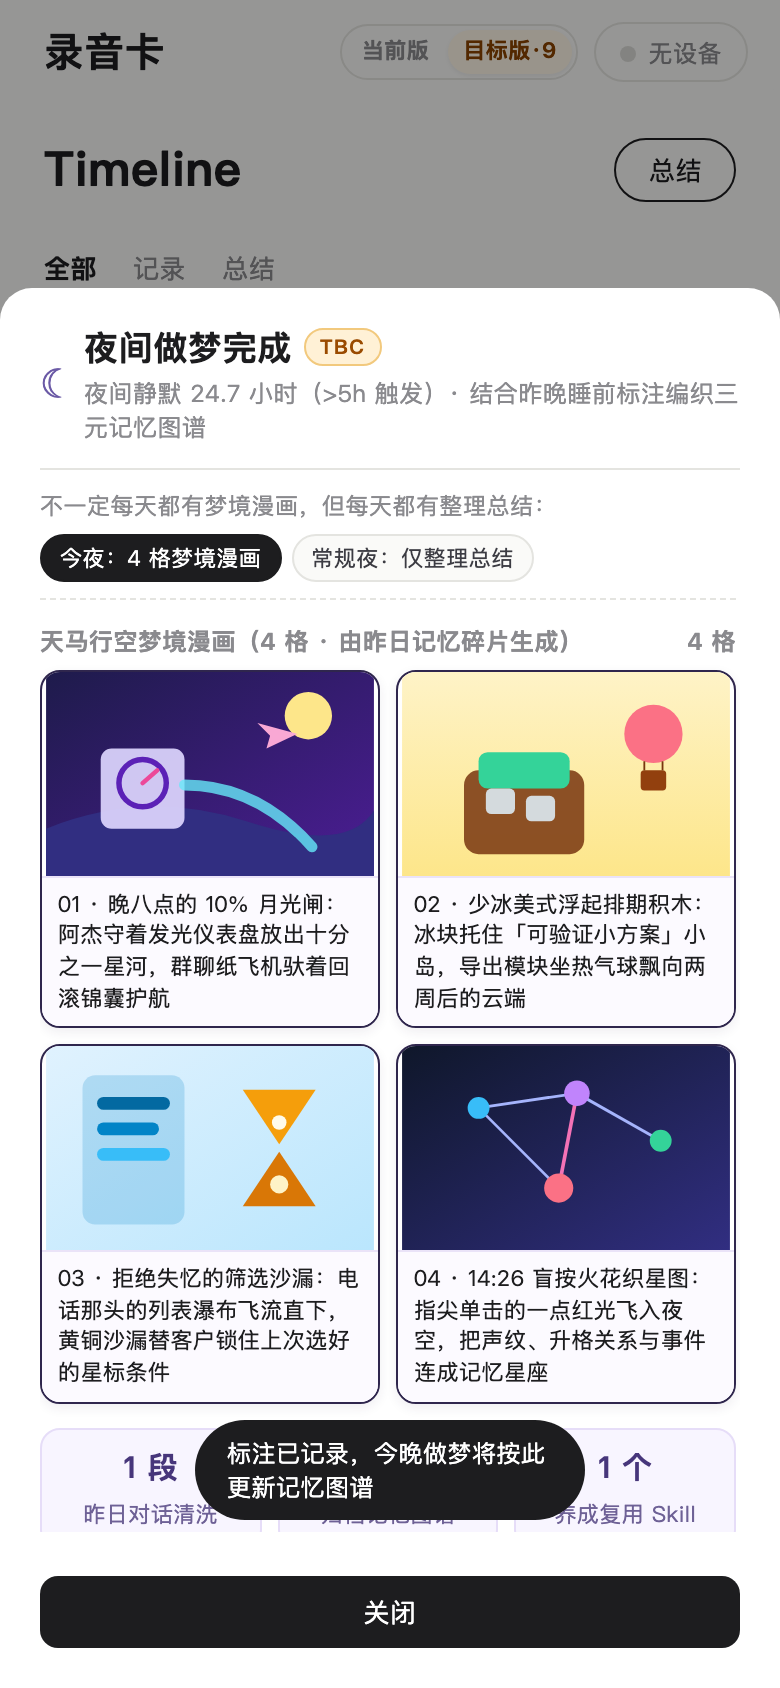 录音卡
当前版 目标版·9 无设备
Timeline
总结
全部 记录 总结
夜间做梦完成 TBC
夜间静默 24.7 小时（>5h 触发）· 结合昨晚睡前标注编织三
元记忆图谱
不一定每天都有梦境漫画，但每天都有整理总结：
今夜：4 格梦境漫画 常规夜：仅整理总结
天马行空梦境漫画（4 格 · 由昨日记忆碎片生成） 4 格
01 · 晚八点的 10% 月光闸：
阿杰守着发光仪表盘放出十分
之一星河，群聊纸飞机驮着回
滚锦囊护航
02 · 少冰美式浮起排期积木：
冰块托住「可验证小方案」小
岛，导出模块坐热气球飘向两
周后的云端
03 · 拒绝失忆的筛选沙漏：电
话那头的列表瀑布飞流直下，
黄铜沙漏替客户锁住上次选好
的星标条件
04 · 14:26 盲按火花织星图：
指尖单击的一点红光飞入夜
空，把声纹、升格关系与事件
连成记忆星座
1 段
昨日对话清洗
标注已记录，今晚做梦将按此
更新记忆图谱
1 个
养成复用 Skill
关闭